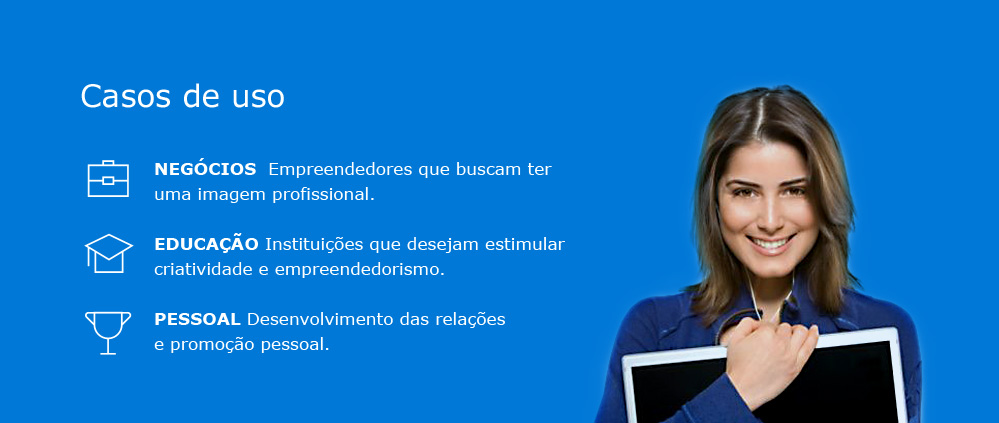 Casos de uso
NEGÓCIOS  Empreendedores que buscam ter
uma imagem profissional.
EDUCAÇÃO Instituições que desejam estimular
criatividade e empreendedorismo.
PESSOAL Desenvolvimento das relações
e promoção pessoal.